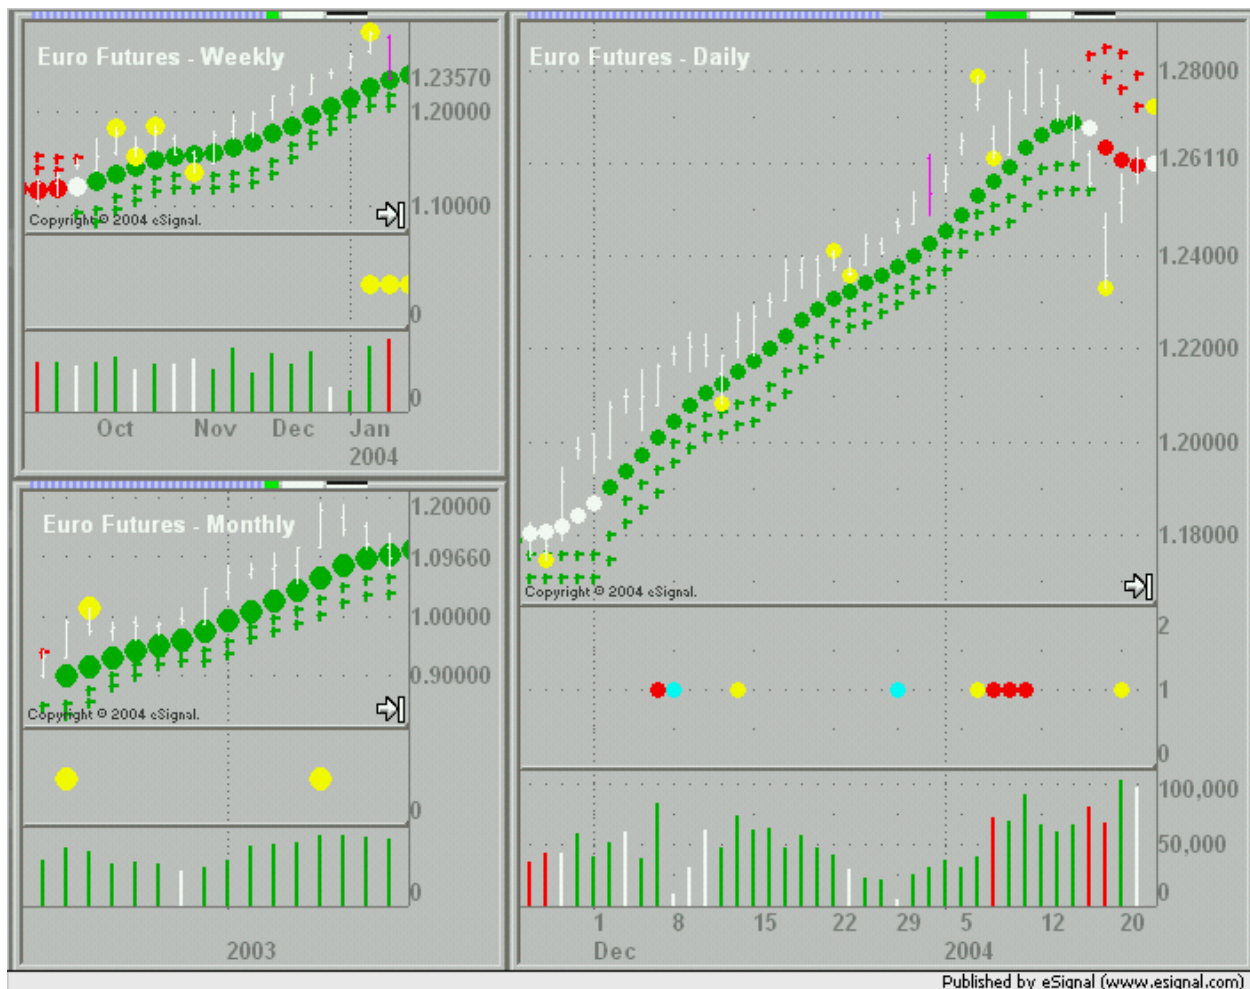 Euro Futures - Weekly
1.23570
1.20000
1.10000
Copyright © 2004 eSignal.
0
0
Oct Nov Dec Jan
2004
Euro Futures - Monthly
1.20000
1.09660
1.00000
0.90000
Copyright © 2004 eSignal.
0
0
2003
Euro Futures - Daily
1.28000
1.26110
1.24000
1.22000
1.20000
1.18000
Copyright © 2004 eSignal.
2
1
0
100,000
50,000
0
1 8 15 22 29 5 12 20
Dec 2004
Published by eSignal (www.esignal.com)